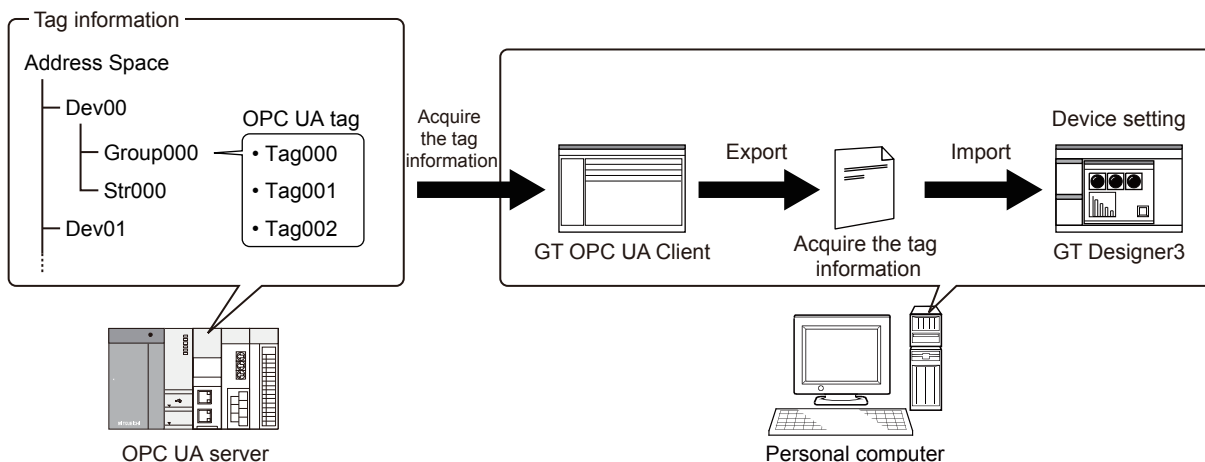 Tag information
Address Space
Dev00
Group000
Str000
Dev01
OPC UA tag
• Tag000
• Tag001
• Tag002
Acquire
the tag
information
Export
Import
Device setting
GT OPC UA Client
Acquire the tag
information
GT Designer3
OPC UA server
Personal computer